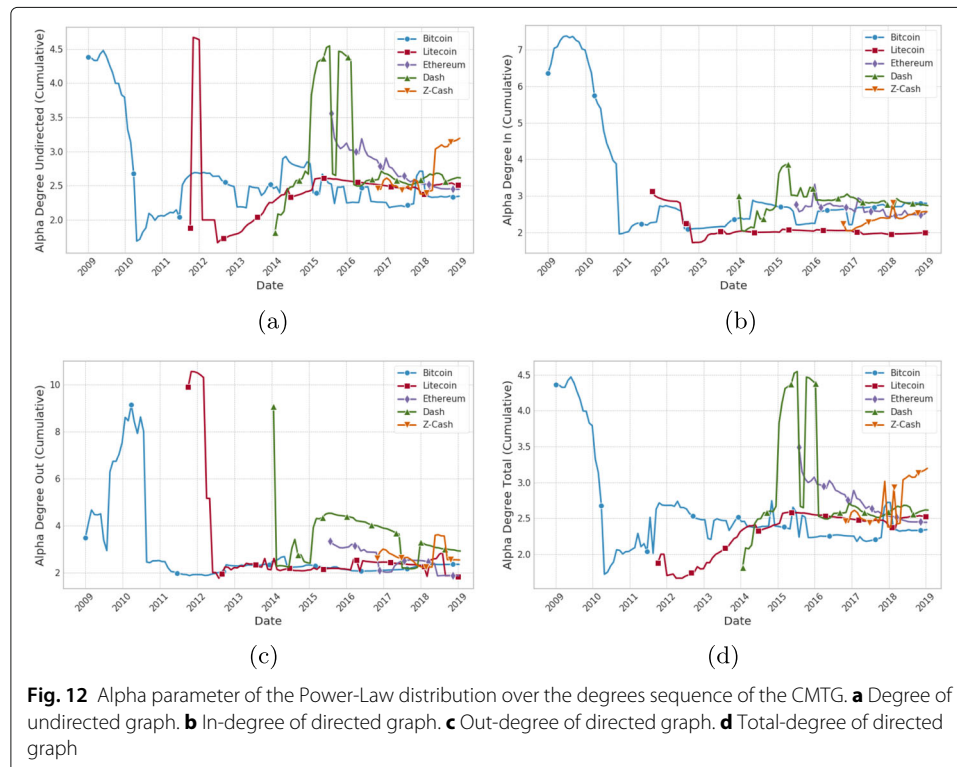 Alpha Degree Undirected (Cumulative)
4.5
4.0
3.5
3.0
2.5
2.0
2009
2010
2011
2012
2013
2014
2015
2016
2017
2018
2019
Date
Bitcoin
Litecoin
Ethereum
Dash
Z-Cash
(a)
Alpha Degree In (Cumulative)
7
6
5
4
3
2
2009
2010
2011
2012
2013
2014
2015
2016
2017
2018
2019
Date
Bitcoin
Litecoin
Ethereum
Dash
Z-Cash
(b)
Alpha Degree Out (Cumulative)
10
8
6
4
2
2009
2010
2011
2012
2013
2014
2015
2016
2017
2018
2019
Date
Bitcoin
Litecoin
Ethereum
Dash
Z-Cash
(c)
Alpha Degree Total (Cumulative)
4.5
4.0
3.5
3.0
2.5
2.0
2009
2010
2011
2012
2013
2014
2015
2016
2017
2018
2019
Date
Bitcoin
Litecoin
Ethereum
Dash
Z-Cash
(d)
Fig. 12 Alpha parameter of the Power-Law distribution over the degrees sequence of the CMTG. a Degree of
undirected graph. b In-degree of directed graph. c Out-degree of directed graph. d Total-degree of directed
graph